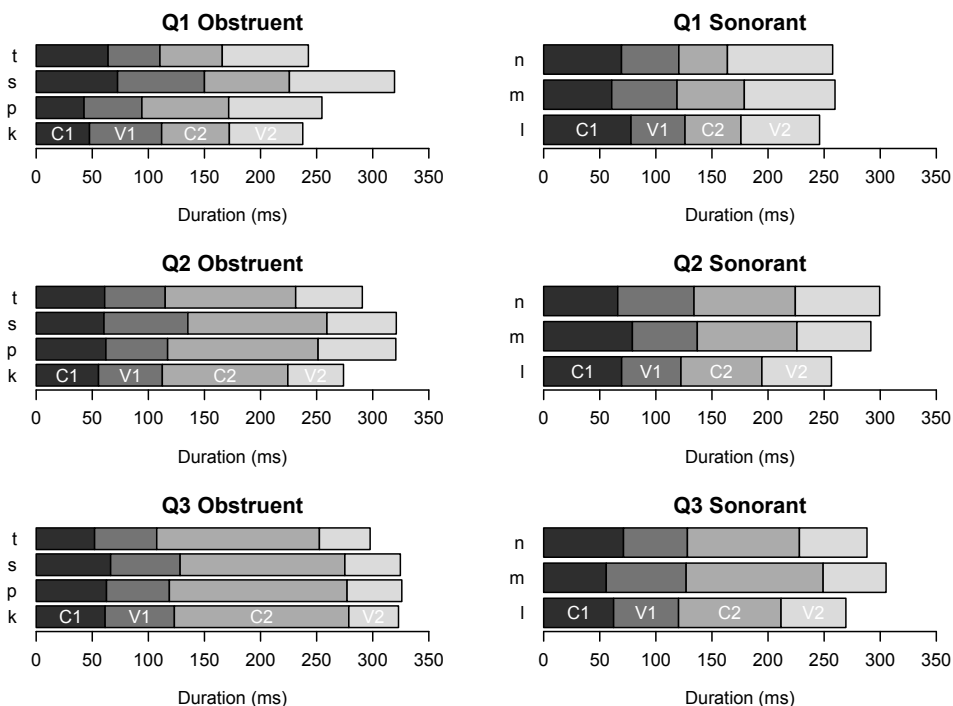 Q1 Obstruent
t
s
p
k C1 V1 C2 V2
0 50 100 150 200 250 300 350
Duration (ms)
Q1 Sonorant
n
m
l C1 V1 C2 V2
0 50 100 150 200 250 300 350
Duration (ms)
Q2 Obstruent
t
s
p
k C1 V1 C2 V2
0 50 100 150 200 250 300 350
Duration (ms)
Q2 Sonorant
n
m
l C1 V1 C2 V2
0 50 100 150 200 250 300 350
Duration (ms)
Q3 Obstruent
t
s
p
k C1 V1 C2 V2
0 50 100 150 200 250 300 350
Duration (ms)
Q3 Sonorant
n
m
l C1 V1 C2 V2
0 50 100 150 200 250 300 350
Duration (ms)